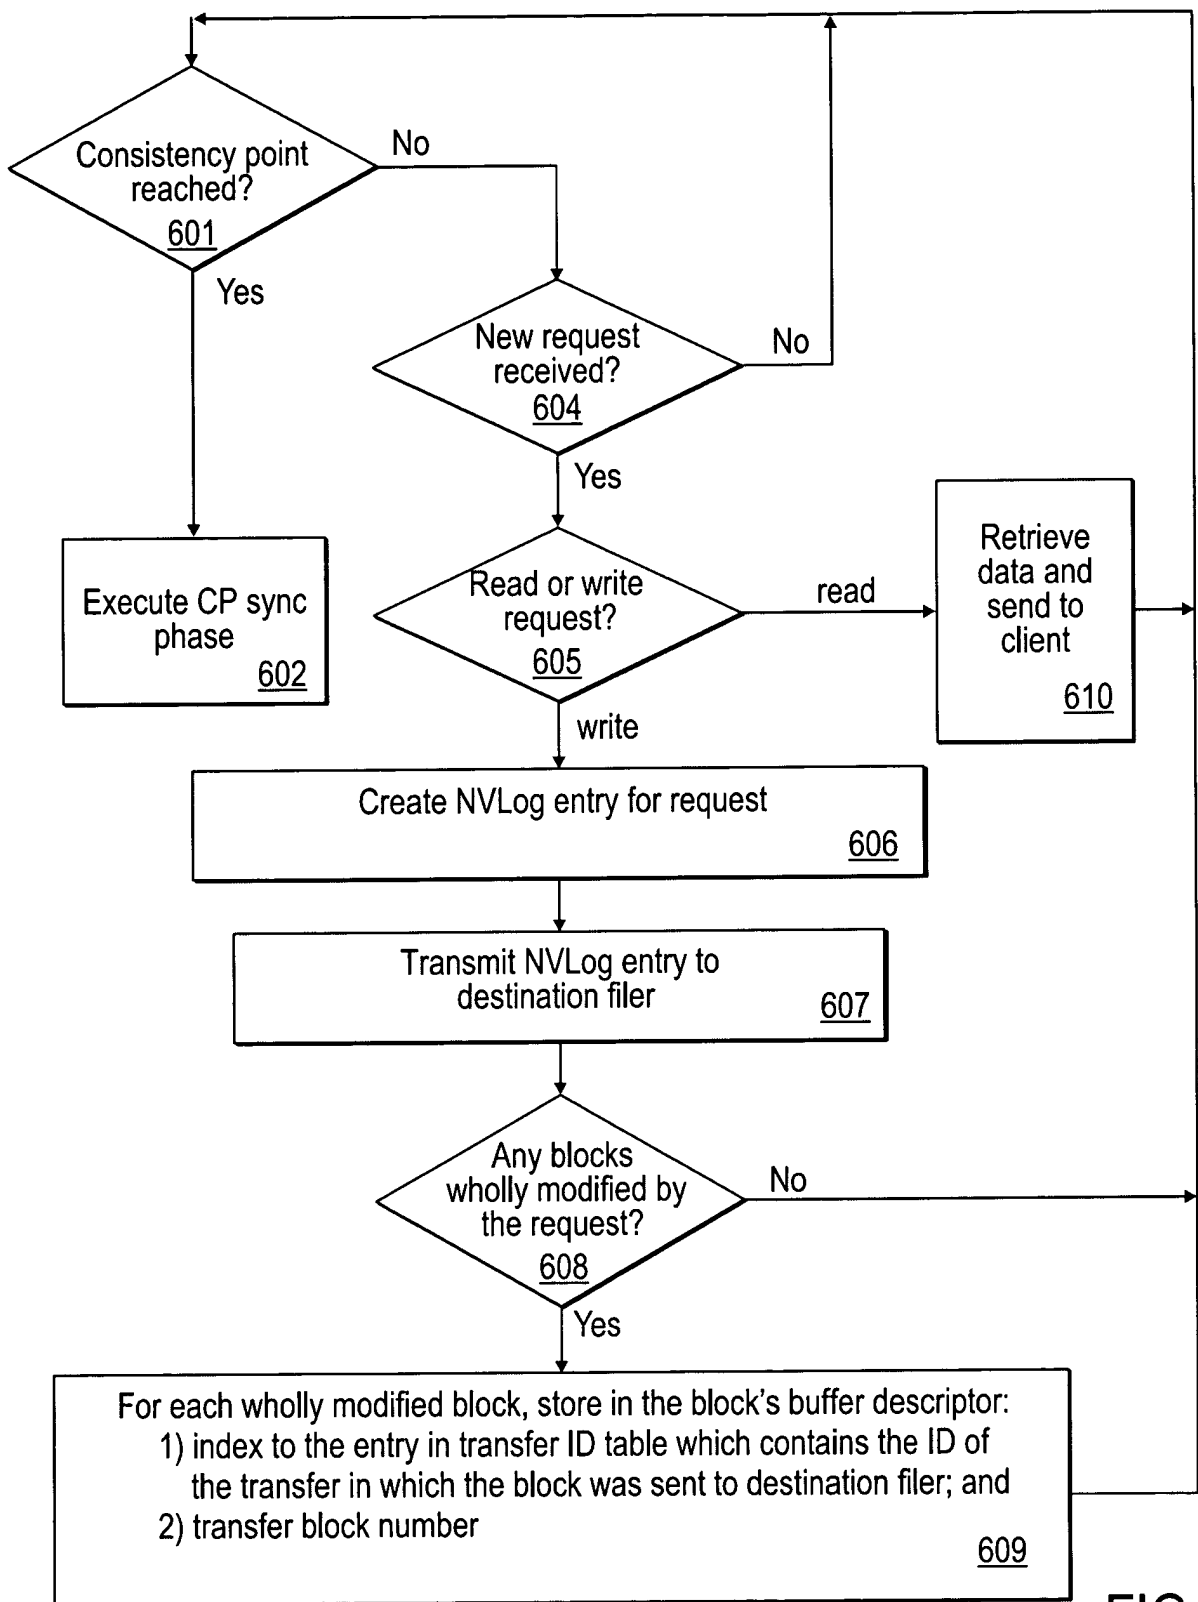 Consistency point
reached?
601
No
Yes
New request
received?
604
No
Yes
Execute CP sync
phase
602
Read or write
request?
605
read
write
Retrieve
data and
send to
client
610
Create NVLog entry for request
606
Transmit NVLog entry to
destination filer
607
Any blocks
wholly modified by
the request?
608
No
Yes
For each wholly modified block, store in the block's buffer descriptor:
1) index to the entry in transfer ID table which contains the ID of
the transfer in which the block was sent to destination filer; and
2) transfer block number
609